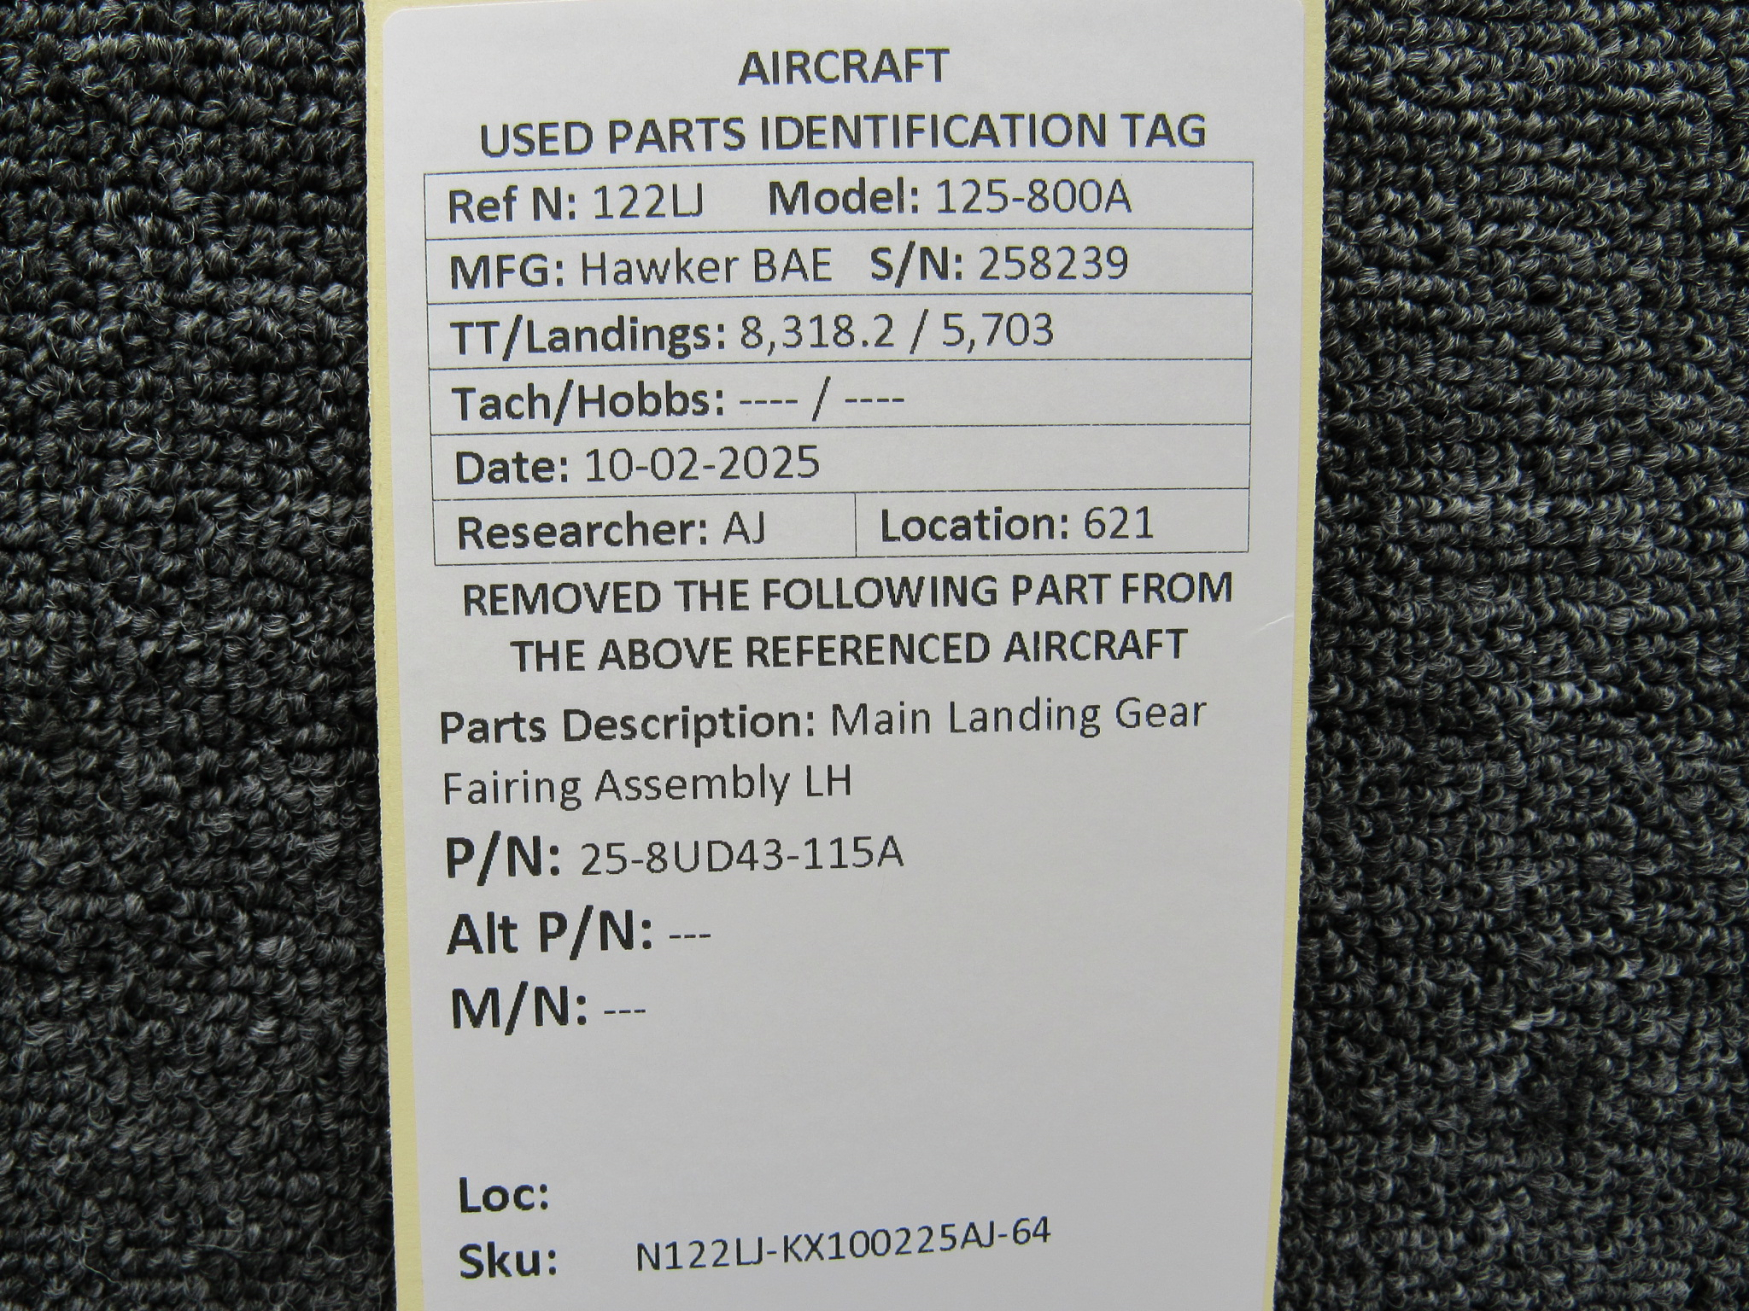 AIRCRAFT
USED PARTS IDENTIFICATION TAG
Ref N: 122LJ Model: 125-800A
MFG: Hawker BAE S/N: 258239
TT/Landings: 8,318.2 / 5,703
Tach/Hobbs: ---- / ----
Date: 10-02-2025
Researcher: AJ Location: 621
REMOVED THE FOLLOWING PART FROM
THE ABOVE REFERENCED AIRCRAFT
Parts Description: Main Landing Gear
Fairing Assembly LH
P/N: 25-8UD43-115A
Alt P/N: ---
M/N: ---
Loc:
Sku: N122LJ-KX100225AJ-64